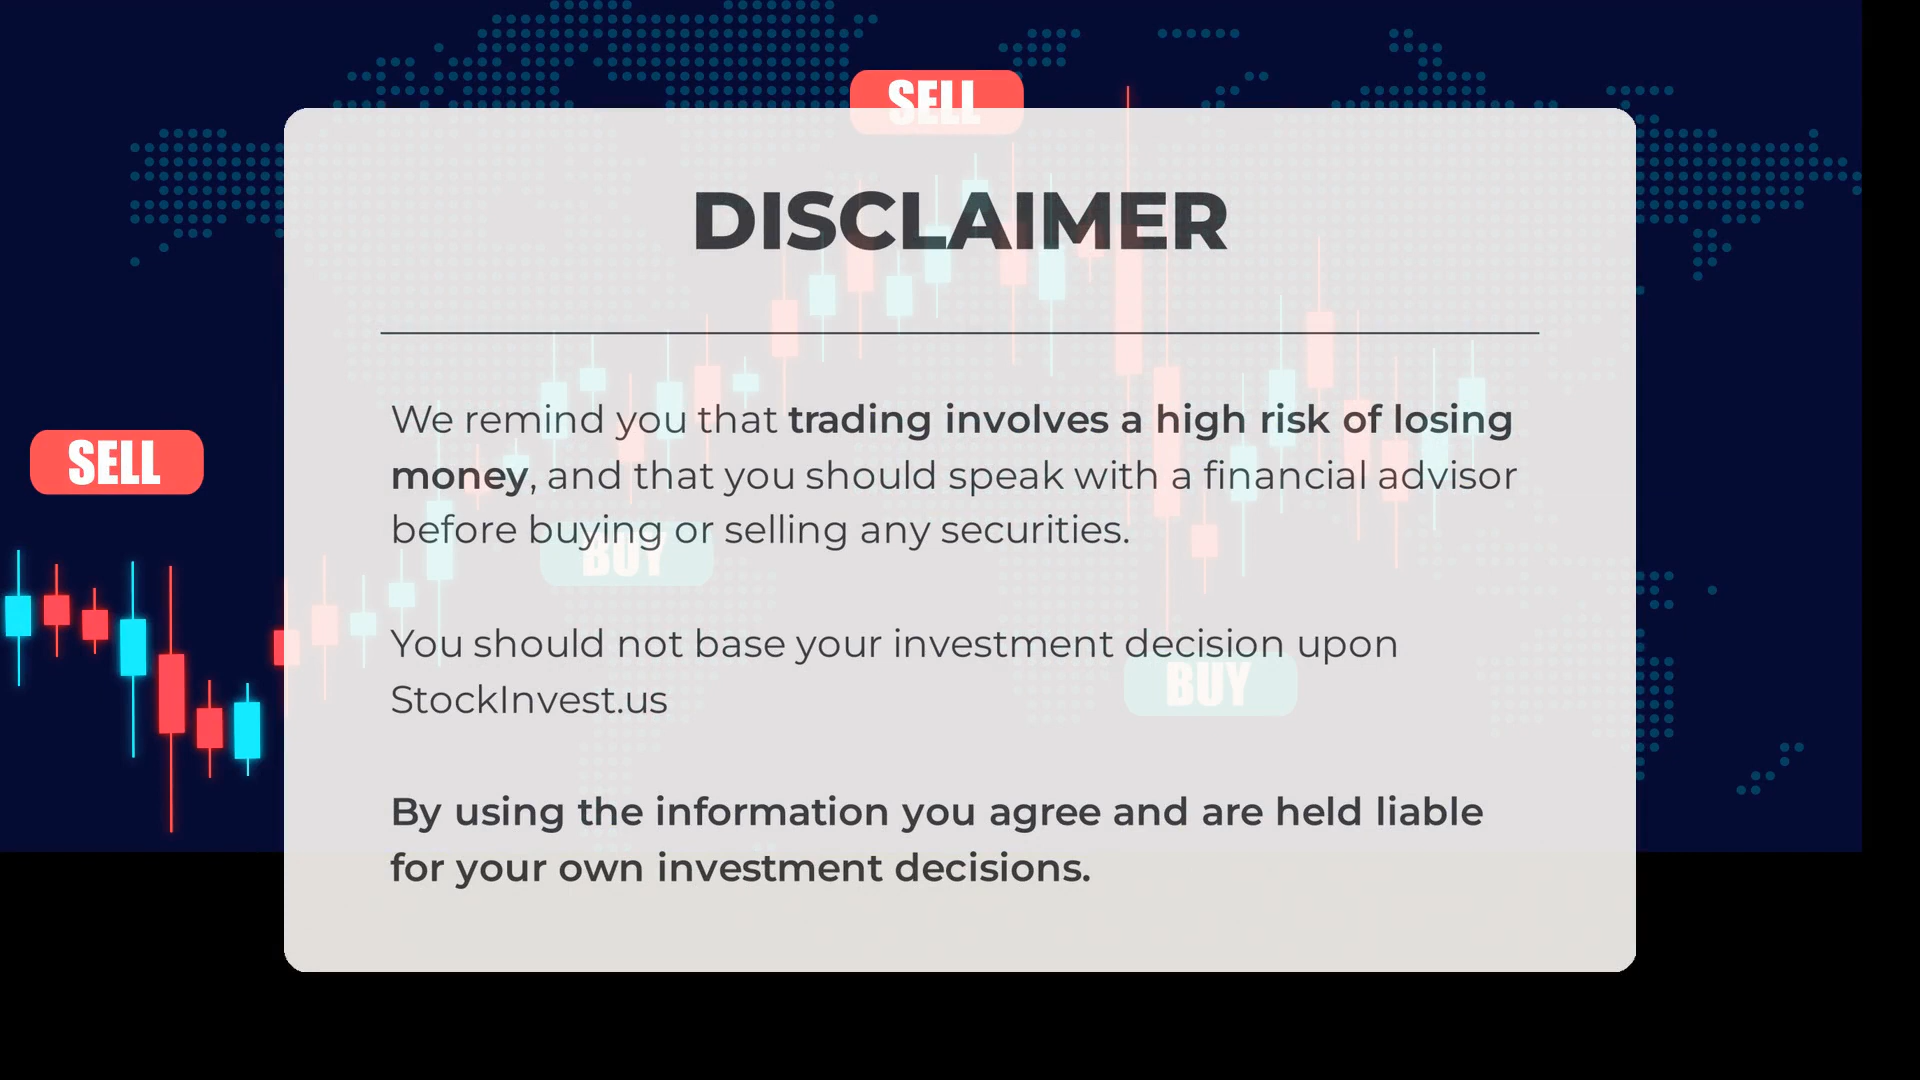 SELL
DISCLAIMER
We remind you that trading involves a high risk of losing
money, and that you should speak with a financial advisor
before buying or selling any securities.
SELL
BUY
You should not base your investment decision upon
StockInvest.us
BUY
By using the information you agree and are held liable
for your own investment decisions.